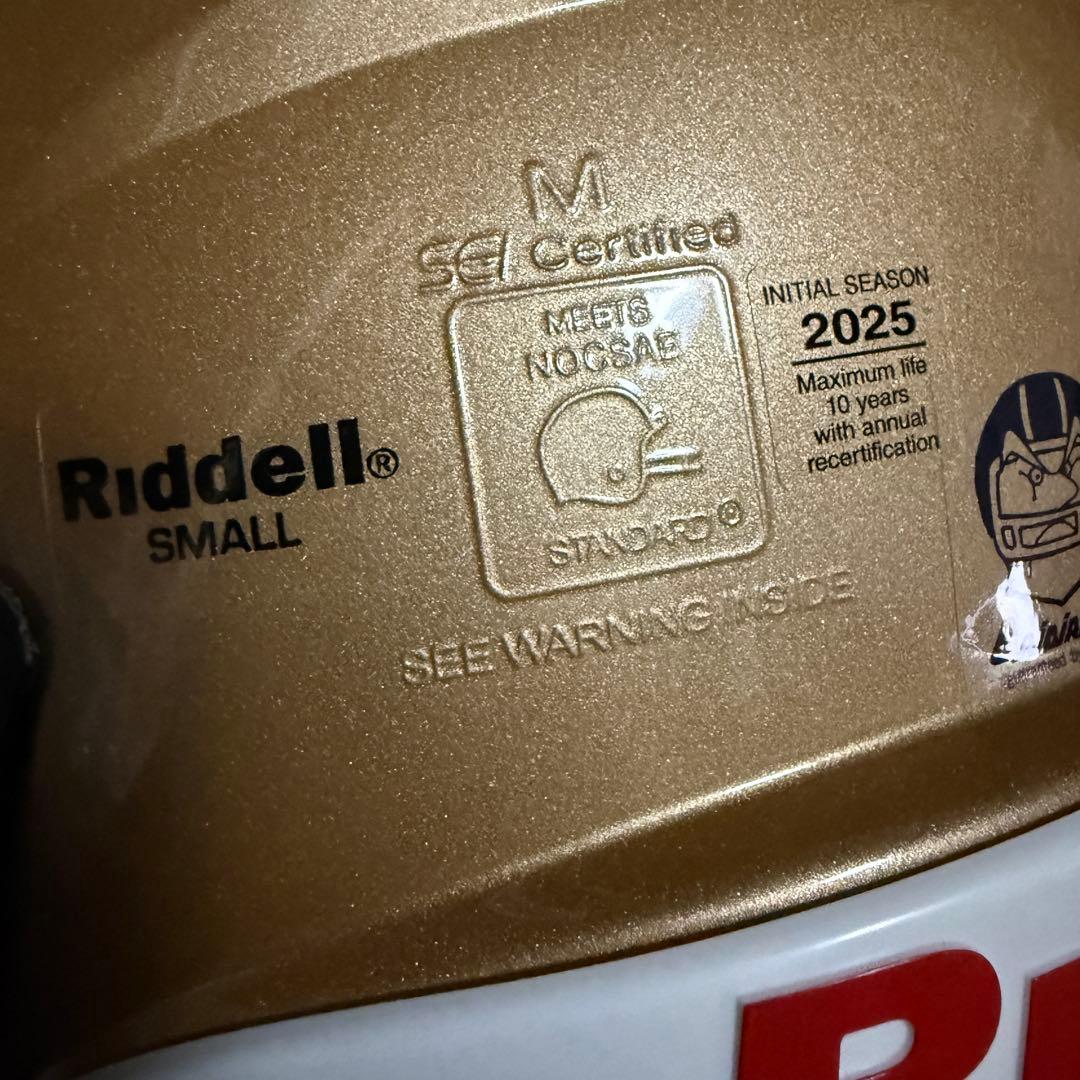 M
SEI Certified
MEETS
NOCSAE
STANDARD®
SEE WARNING INSIDE
Riddell®
SMALL
INITIAL SEASON
2025
Maximum life
10 years
with annual
recertification
guaranteed